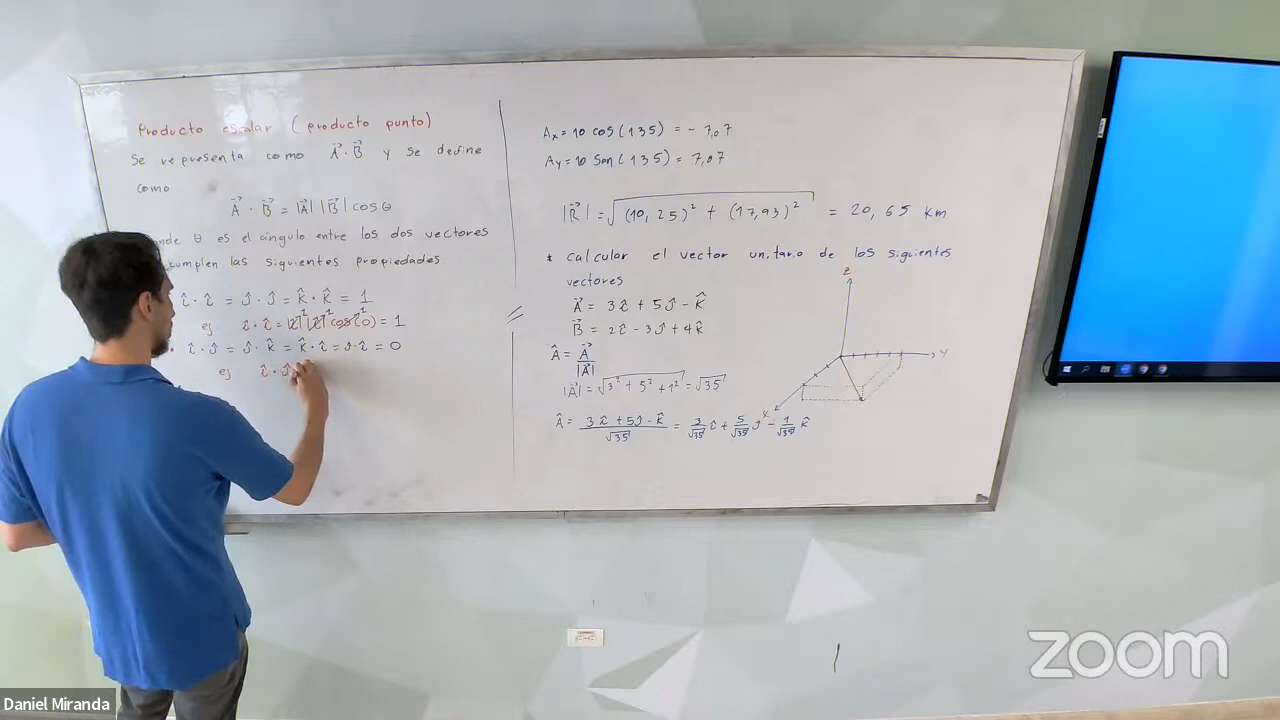 Producto escalar (producto punto)
Se representa como A⃗·B⃗ y se define
como
A⃗ · B⃗ = |A⃗| |B⃗| cosθ
θ es el ángulo entre los dos vectores
cumplen las siguientes propiedades
î·î = ĵ·ĵ = k̂·k̂ = 1
ej î·î = |î| |î| cos(0) = 1
î·ĵ = ĵ·k̂ = k̂·î = ĵ·î = 0
ej î·ĵ
Ax = 10 cos(135) = -7,07
Ay = 10 Sen(135) = 7,07
|R⃗| = √(10,25)² + (17,93)² = 20,65 km
* calcular el vector unitario de los siguientes
vectores
A⃗ = 3î + 5ĵ - k̂
B⃗ = 2î - 3ĵ + 4k̂
Â = A⃗/|A⃗|
|A⃗| = √3² + 5² + 1² = √35
Â = 3î + 5ĵ - k̂/√35 = 3/√35 î + 5/√35 ĵ - 1/√35 k̂
Z
Y
X
Daniel Miranda
zoom